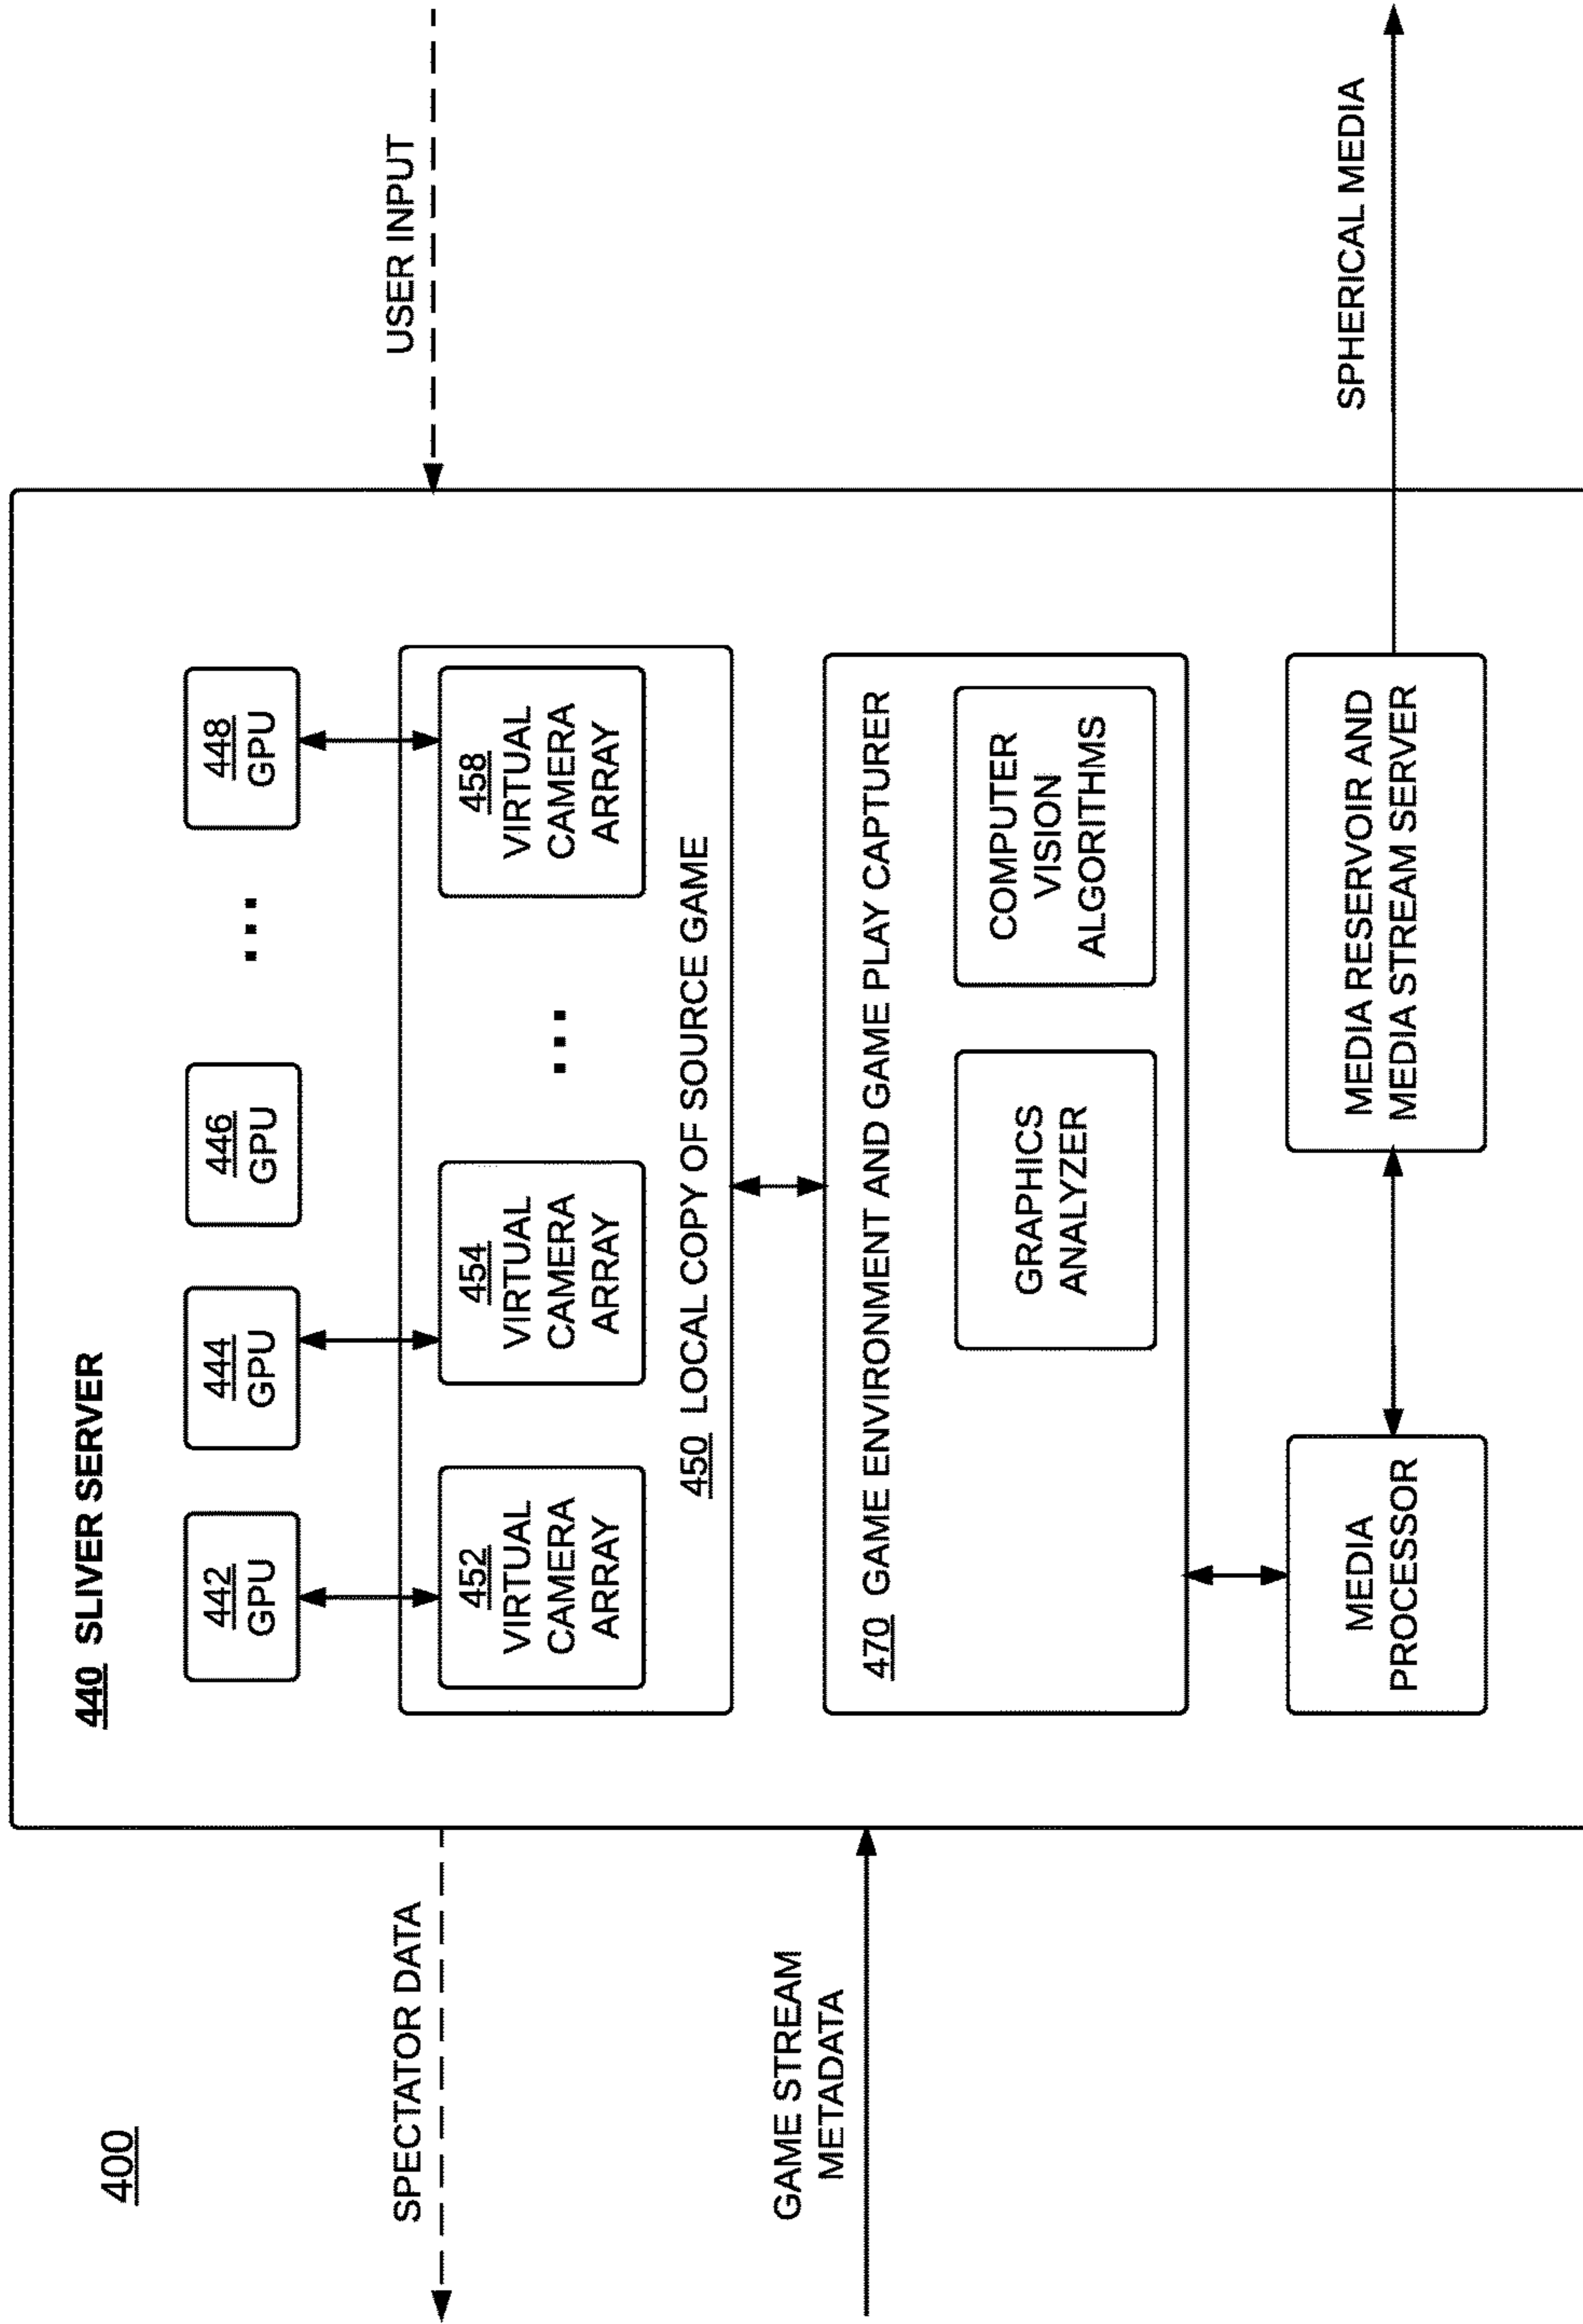 400
440 SLIVER SERVER
442
GPU
444
GPU
446
GPU
...
448
GPU
452
VIRTUAL
CAMERA
ARRAY
454
VIRTUAL
CAMERA
ARRAY
...
458
VIRTUAL
CAMERA
ARRAY
450 LOCAL COPY OF SOURCE GAME
SPECTATOR DATA
USER INPUT
GAME STREAM
METADATA
470 GAME ENVIRONMENT AND GAME PLAY CAPTURER
GRAPHICS
ANALYZER
COMPUTER
VISION
ALGORITHMS
MEDIA
PROCESSOR
MEDIA RESERVOIR AND
MEDIA STREAM SERVER
SPHERICAL MEDIA